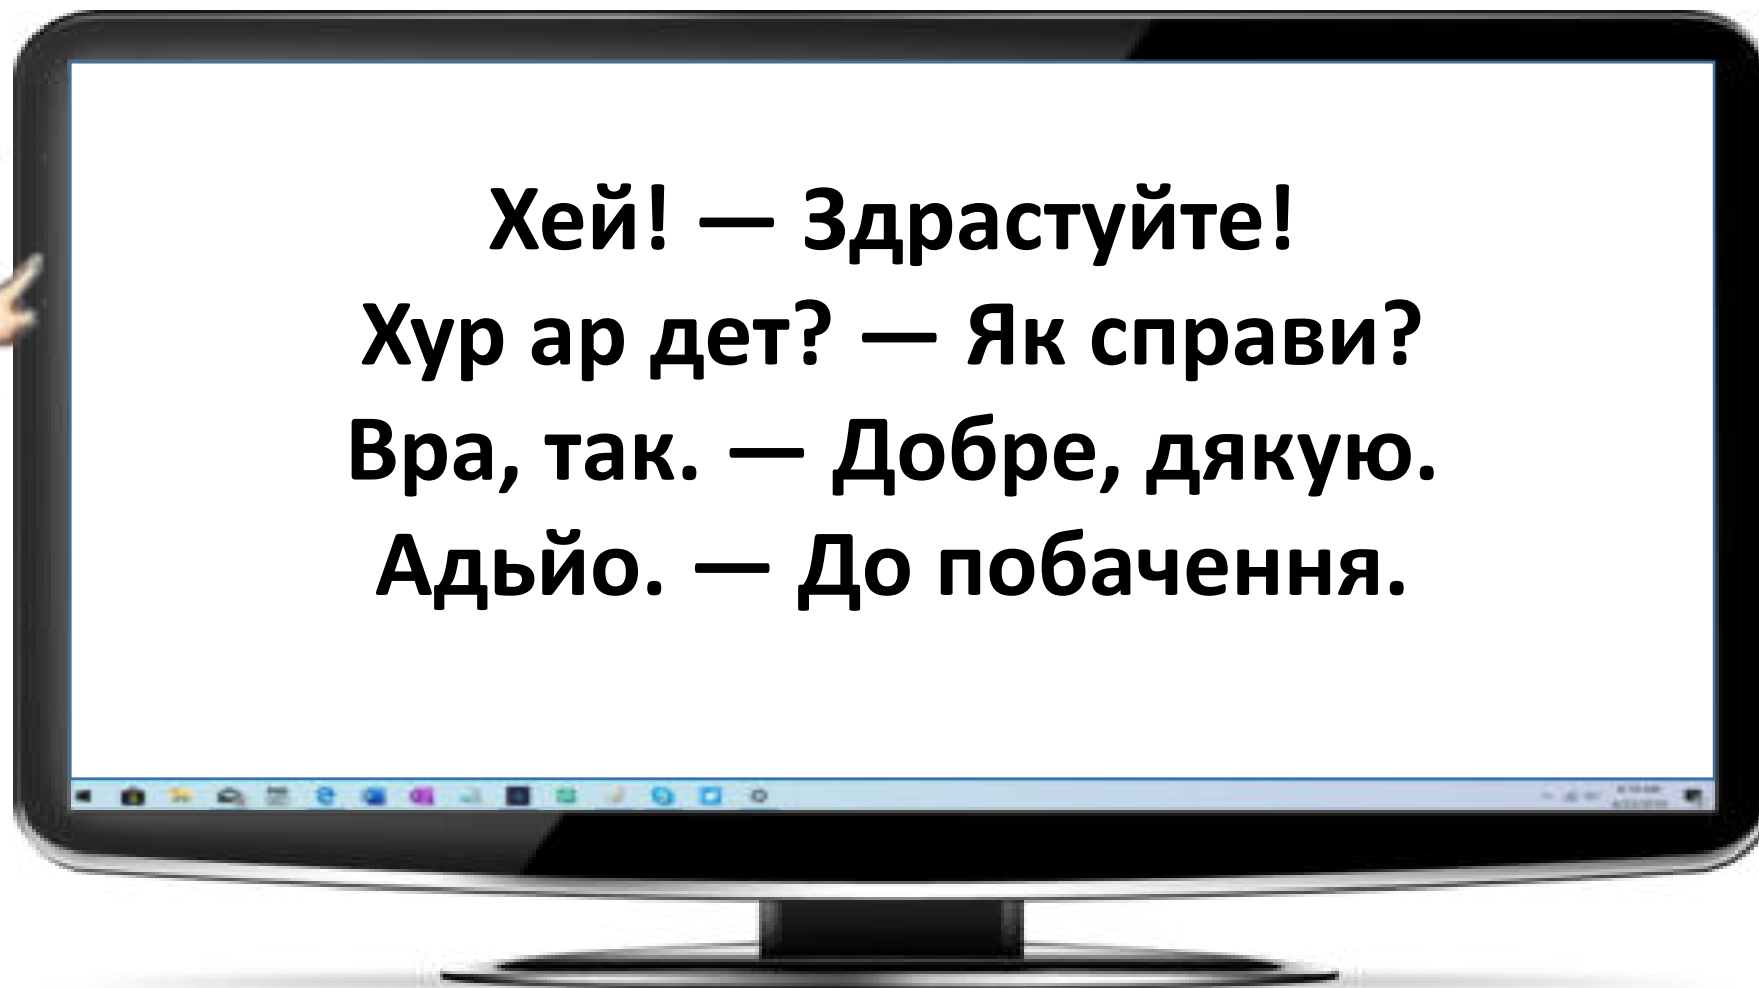 Хей! — Здрастуйте!
Хур ар дет? — Як справи?
Вра, так. — Добре, дякую.
Адьйо. — До побачення.